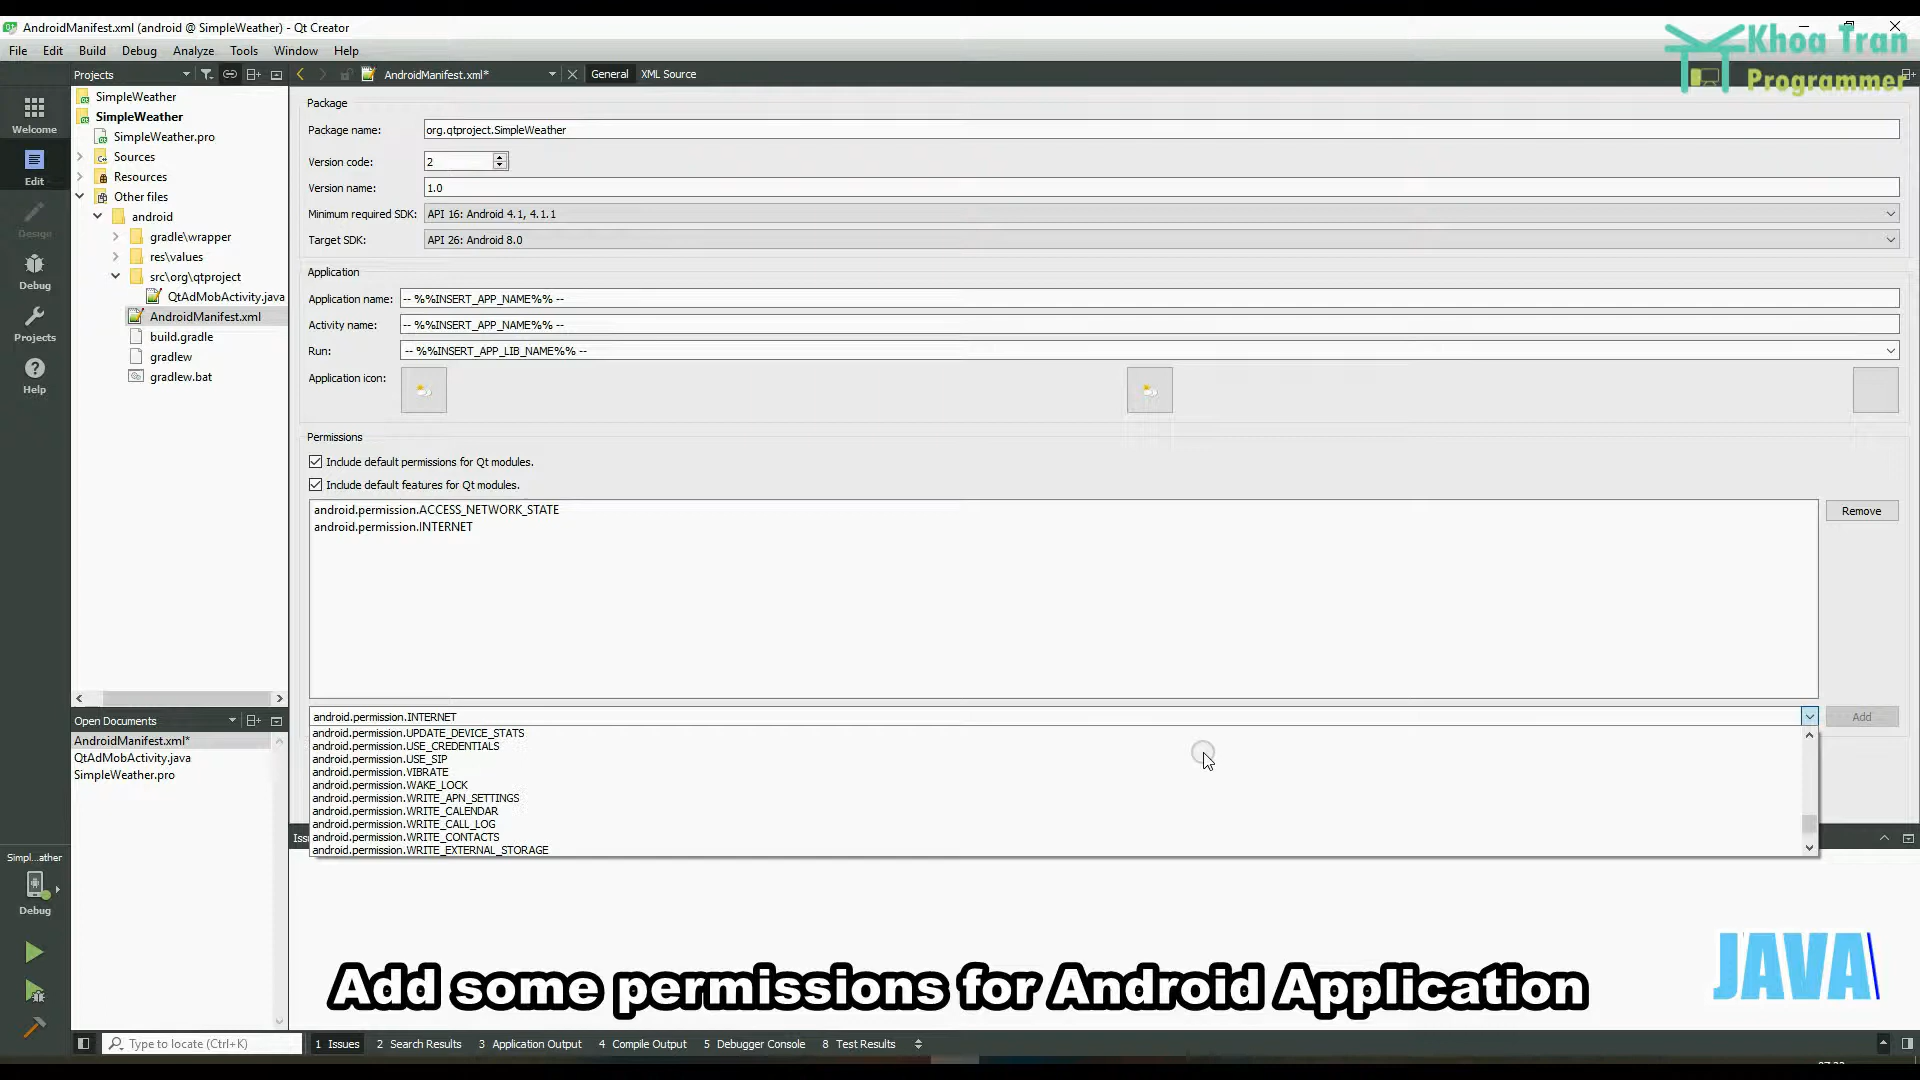 AndroidManifest.xml (android @ SimpleWeather) - Qt Creator
File Edit Build Debug Analyze Tools Window Help
Khoa Tran
Programmer
Projects
AndroidManifest.xml*
General
XML Source
Welcome
Edit
Design
Debug
Projects
Help
SimpleWeather
SimpleWeather
SimpleWeather.pro
Sources
Resources
Other files
android
gradle\wrapper
res\values
src\org\qtproject
QtAdMobActivity.java
AndroidManifest.xml
build.gradle
gradlew
gradlew.bat
Package
Package name: org.qtproject.SimpleWeather
Version code: 2
Version name: 1.0
Minimum required SDK: API 16: Android 4.1, 4.1.1
Target SDK: API 26: Android 8.0
Application
Application name: -- %%INSERT_APP_NAME%% --
Activity name: -- %%INSERT_APP_NAME%% --
Run: -- %%INSERT_APP_LIB_NAME%% --
Application icon:
Permissions
Include default permissions for Qt modules.
Include default features for Qt modules.
android.permission.ACCESS_NETWORK_STATE
android.permission.INTERNET
Remove
android.permission.INTERNET
Add
android.permission.UPDATE_DEVICE_STATS
android.permission.USE_CREDENTIALS
android.permission.USE_SIP
android.permission.VIBRATE
android.permission.WAKE_LOCK
android.permission.WRITE_APN_SETTINGS
android.permission.WRITE_CALENDAR
android.permission.WRITE_CALL_LOG
android.permission.WRITE_CONTACTS
android.permission.WRITE_EXTERNAL_STORAGE
Open Documents
AndroidManifest.xml*
QtAdMobActivity.java
SimpleWeather.pro
Simpl...ather
Debug
Add some permissions for Android Application
JAVA
Type to locate (Ctrl+K)
1 Issues 2 Search Results 3 Application Output 4 Compile Output 5 Debugger Console 8 Test Results